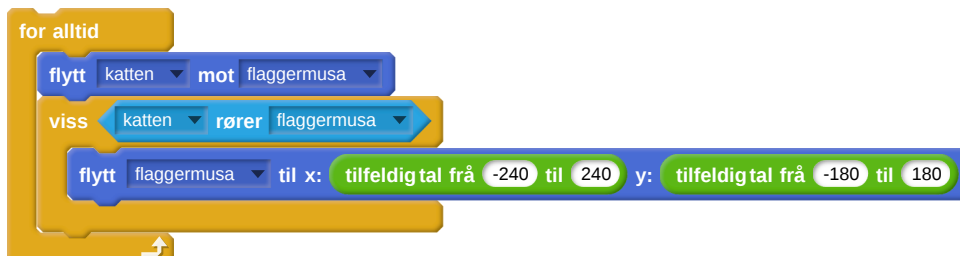 for alltid
flytt katten mot flaggermusa
viss katten rører flaggermusa
flytt flaggermusa til x: tilfeldig tal frå -240 til 240 y: tilfeldig tal frå -180 til 180